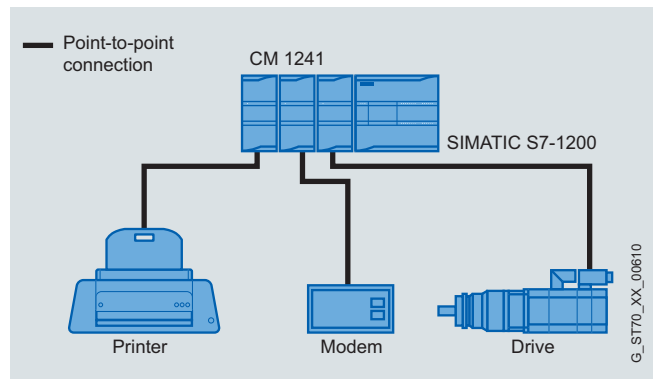 Point-to-point
connection
CM 1241
SIMATIC S7-1200
Printer
Modem
Drive
G_ST70_XX_00610